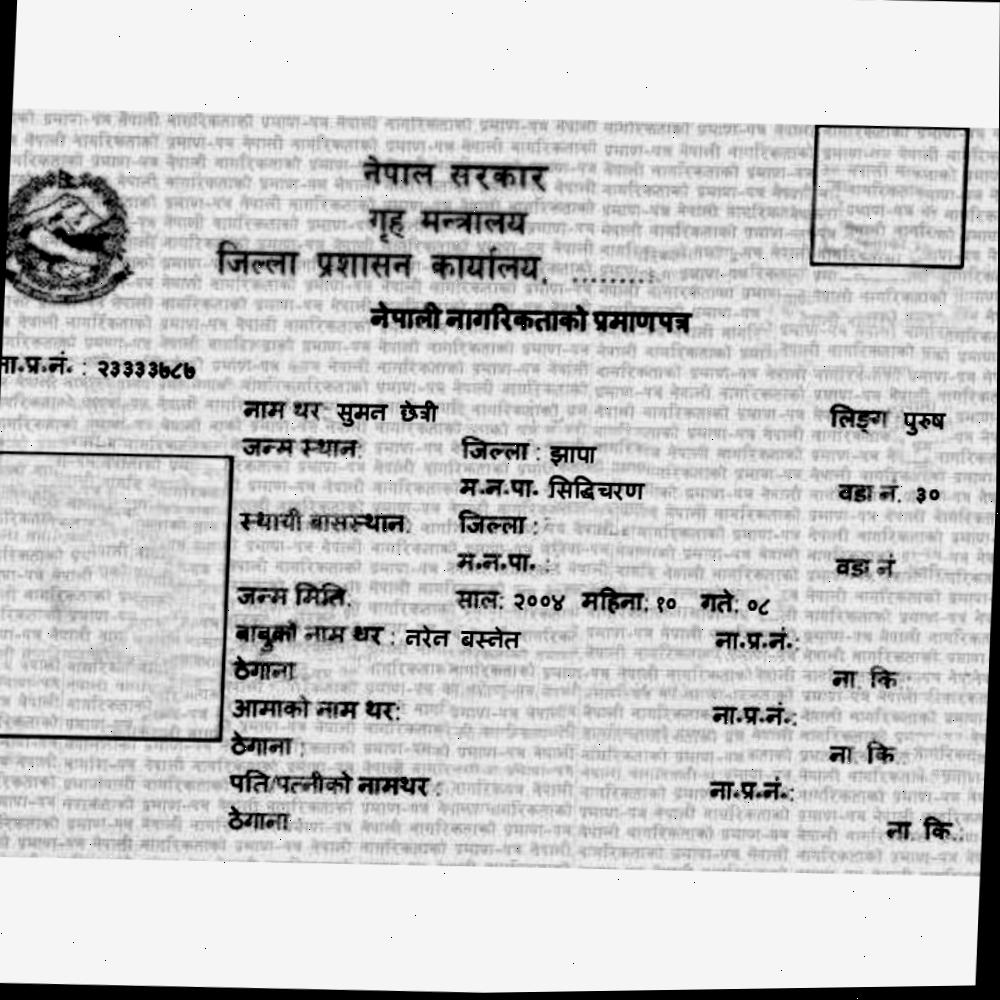 नेपाल सरकार
गृह मन्त्रालय
जिल्ला प्रशासन कार्यालय, ..........
नेपाली नागरिकताको प्रमाणपत्र
ना.प्र.नं. : २३३३३७८७
नाम थर: सुमन छेत्री लिङ्ग पुरुष
जन्म स्थान: जिल्ला : झापा
म.न.पा. सिद्धिचरण वडा नं. ३०
स्थायी बासस्थान: जिल्ला :
म.न.पा. : वडा नं
जन्म मिति: साल: २००४ महिना: १० गते: ०८
बाबुको नाम थर : नरेन बस्नेत ना.प्र.नं.:
ठेगाना ना. कि.:
आमाको नाम थर: ना.प्र.नं.:
ठेगाना : ना. कि.:
पति/पत्नीको नामथर : ना.प्र.नं.:
ठेगाना : ना. कि.: